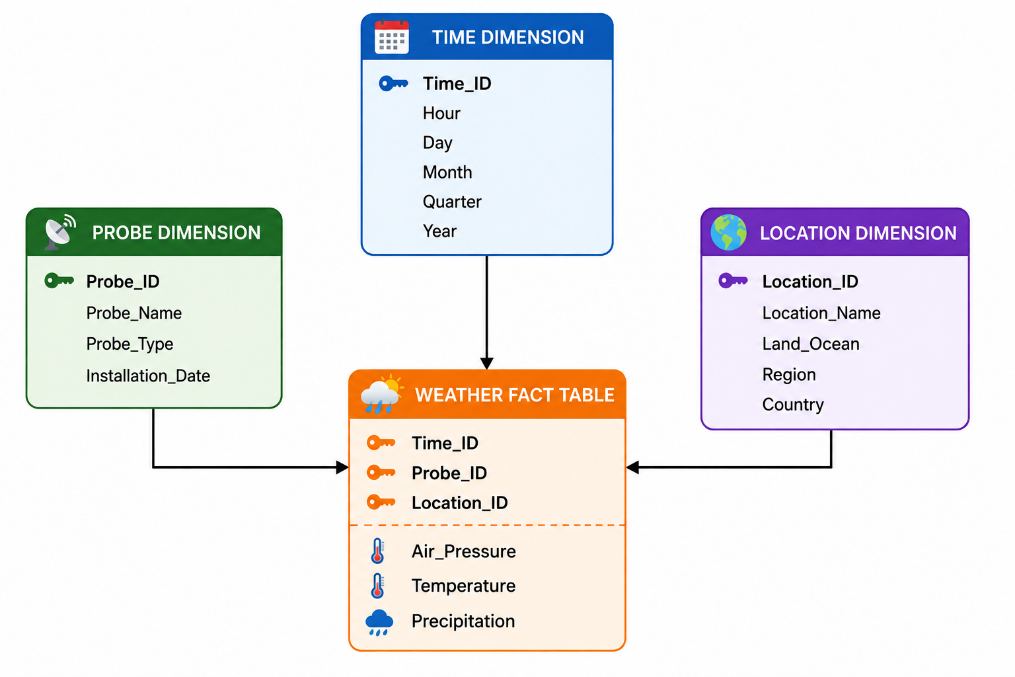 TIME DIMENSION
Time_ID
Hour
Day
Month
Quarter
Year
PROBE DIMENSION
Probe_ID
Probe_Name
Probe_Type
Installation_Date
LOCATION DIMENSION
Location_ID
Location_Name
Land_Ocean
Region
Country
WEATHER FACT TABLE
Time_ID
Probe_ID
Location_ID
Air_Pressure
Temperature
Precipitation